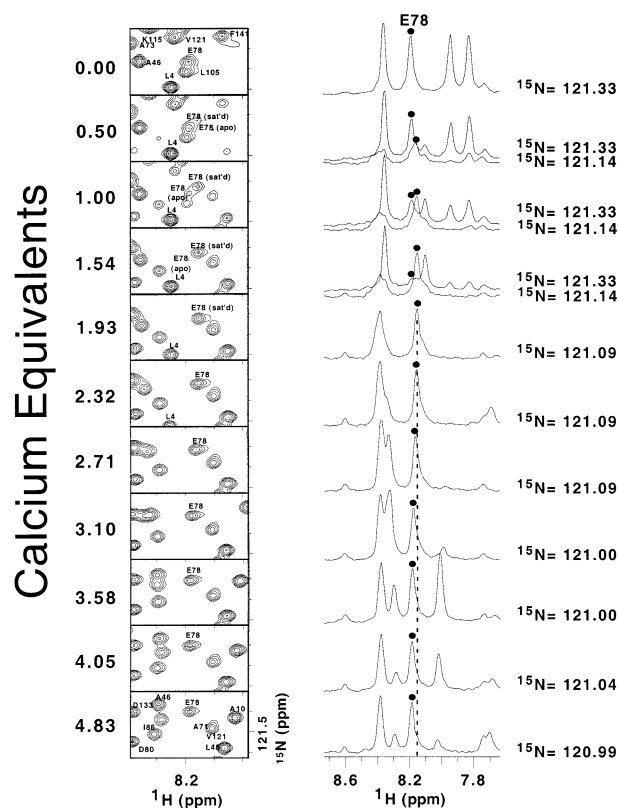 Calcium Equivalents
0.00
K115
A73
V121
F141
E78
A46
L105
L4
0.50
E78 (sat'd)
E78 (apo)
L4
1.00
E78 (sat'd)
E78
(apo)
L4
1.54
E78 (sat'd)
E78
(apo)
L4
1.93
E78 (sat'd)
L4
2.32
E78
L4
2.71
E78
3.10
E78
3.58
E78
4.05
E78
4.83
D133
A46
E78
A10
I86
A71
V121
D80
L48
8.2
1H (ppm)
121.5
15N (ppm)
E78
15N= 121.33
15N= 121.33
15N= 121.14
15N= 121.33
15N= 121.14
15N= 121.33
15N= 121.14
15N= 121.09
15N= 121.09
15N= 121.09
15N= 121.00
15N= 121.00
15N= 121.04
15N= 120.99
8.6 8.2 7.8
1H (ppm)